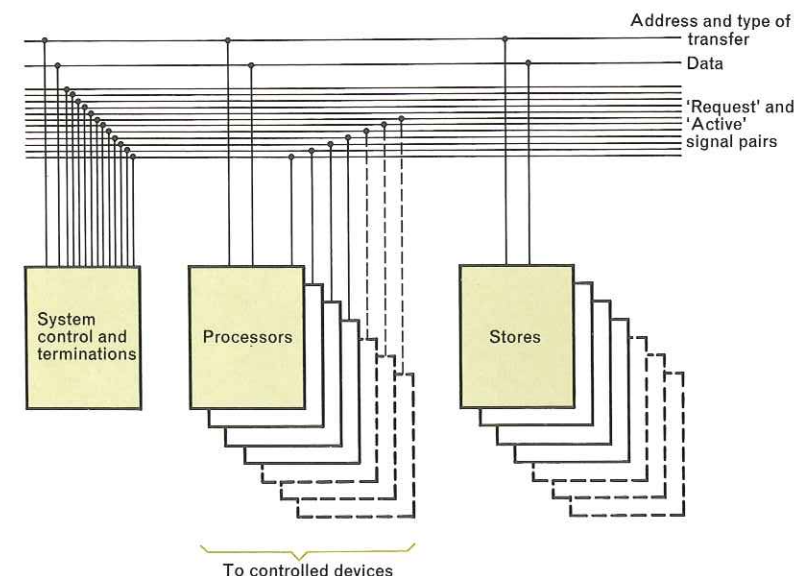 Address and type of
transfer
Data
'Request' and
'Active'
signal pairs
System
control and
terminations
Processors
Stores
To controlled devices